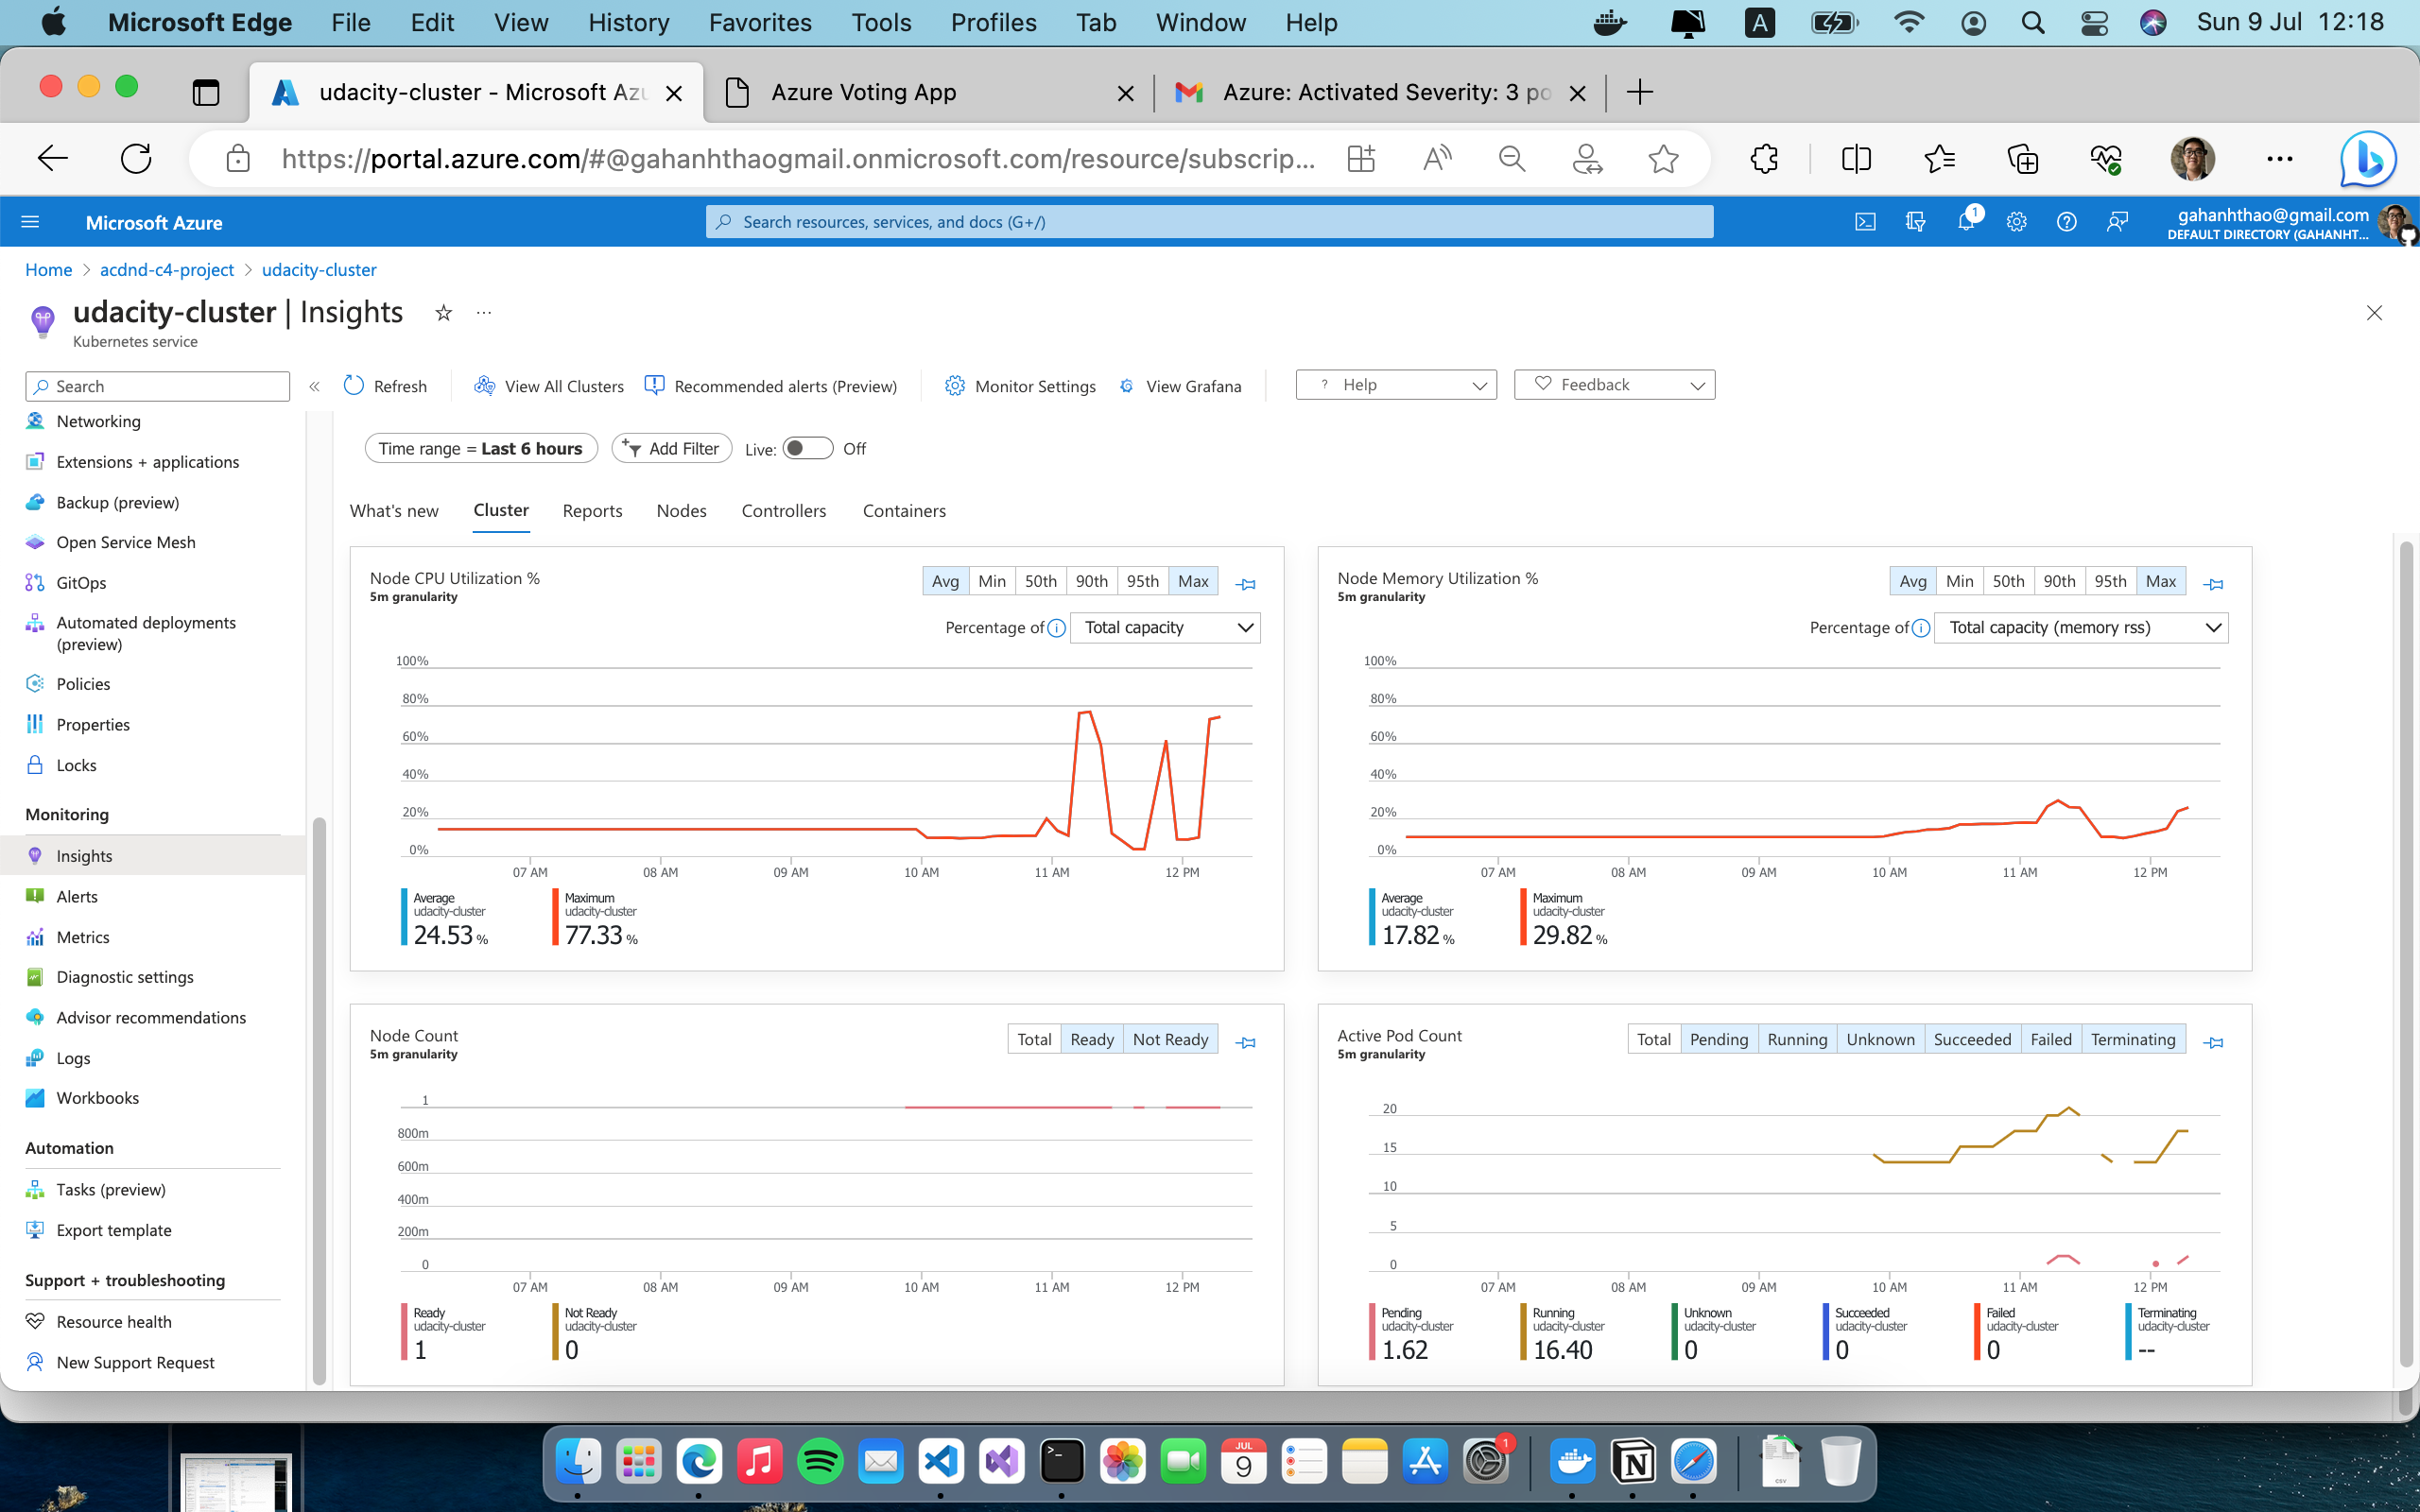 Microsoft Edge File Edit View History Favorites Tools Profiles Tab Window Help A Sun 9 Jul 12:18
udacity-cluster - Microsoft Azu Azure Voting App Azure: Activated Severity: 3 po
https://portal.azure.com/#@gahanhthaogmail.onmicrosoft.com/resource/subscrip...
Microsoft Azure Search resources, services, and docs (G+/) 1 gahanhthao@gmail.com
DEFAULT DIRECTORY (GAHANHT...
Home > acdnd-c4-project > udacity-cluster
udacity-cluster | Insights
Kubernetes service
Search
Refresh View All Clusters Recommended alerts (Preview) Monitor Settings View Grafana ? Help Feedback
Networking
Extensions + applications
Backup (preview)
Open Service Mesh
GitOps
Automated deployments
(preview)
Policies
Properties
Locks
Monitoring
Insights
Alerts
Metrics
Diagnostic settings
Advisor recommendations
Logs
Workbooks
Automation
Tasks (preview)
Export template
Support + troubleshooting
Resource health
New Support Request
Time range = Last 6 hours Add Filter Live: Off
What's new Cluster Reports Nodes Controllers Containers
Node CPU Utilization %
5m granularity
Avg Min 50th 90th 95th Max
Percentage of Total capacity
100%
80%
60%
40%
20%
0%
07 AM 08 AM 09 AM 10 AM 11 AM 12 PM
Average Maximum
udacity-cluster udacity-cluster
24.53 % 77.33 %
Node Memory Utilization %
5m granularity
Avg Min 50th 90th 95th Max
Percentage of Total capacity (memory rss)
100%
80%
60%
40%
20%
0%
07 AM 08 AM 09 AM 10 AM 11 AM 12 PM
Average Maximum
udacity-cluster udacity-cluster
17.82 % 29.82 %
Node Count
5m granularity
Total Ready Not Ready
1
800m
600m
400m
200m
0
07 AM 08 AM 09 AM 10 AM 11 AM 12 PM
Ready Not Ready
udacity-cluster udacity-cluster
1 0
Active Pod Count
5m granularity
Total Pending Running Unknown Succeeded Failed Terminating
20
15
10
5
0
07 AM 08 AM 09 AM 10 AM 11 AM 12 PM
Pending Running Unknown Succeeded Failed Terminating
udacity-cluster udacity-cluster udacity-cluster udacity-cluster udacity-cluster udacity-cluster
1.62 16.40 0 0 0 --
JUL
9
1
CSV